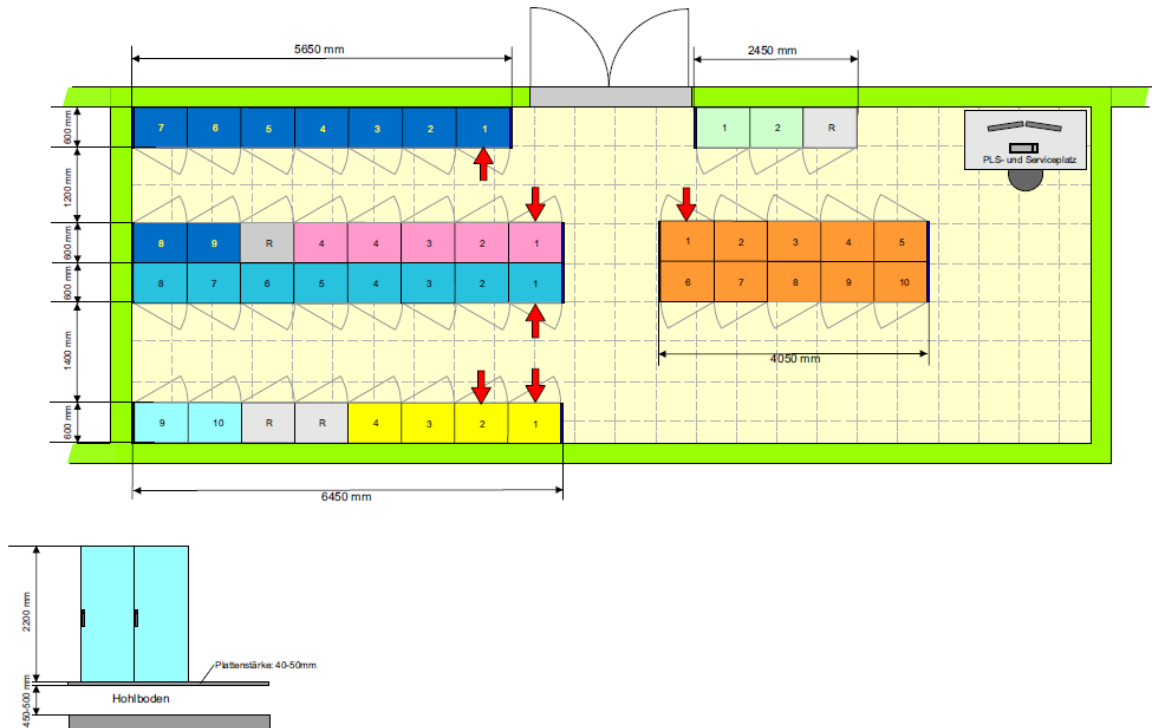 5650 mm
2450 mm
600 mm
7 6 5 4 3 2 1
1 2 R
PLS- und Serviceplatz
1200 mm
600 mm
8 9 R 4 4 3 2 1
1 2 3 4 5
600 mm
8 7 6 5 4 3 2 1
6 7 8 9 10
1400 mm
4050 mm
600 mm
9 10 R R 4 3 2 1
6450 mm
2200 mm
Plattenstärke: 40-50mm
450-500 mm
Hohlboden